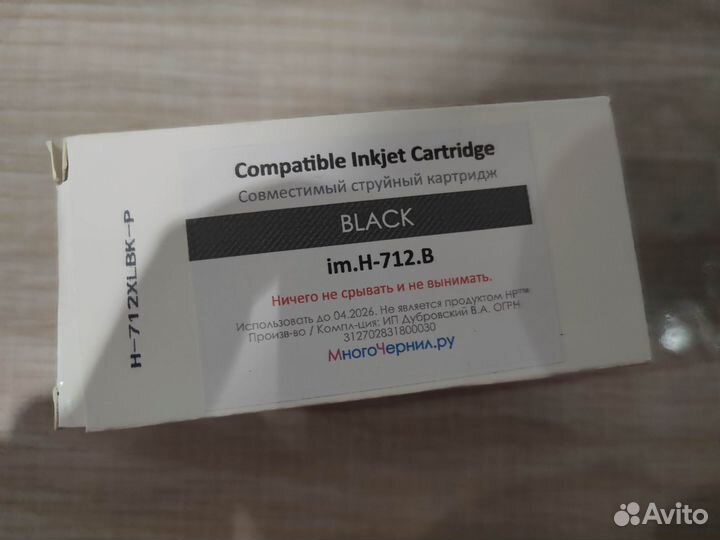 Compatible Inkjet Cartridge
Совместимый струйный картридж
BLACK
im.H-712.B
Ничего не срывать и не вынимать.
Использовать до 04.2026. Не является продуктом HP™
Произв-во / Компл-ция: ИП Дубровский В.А. ОГРН
312702831800030
МногоЧернил.ру
H-712XLBK-P
Avito